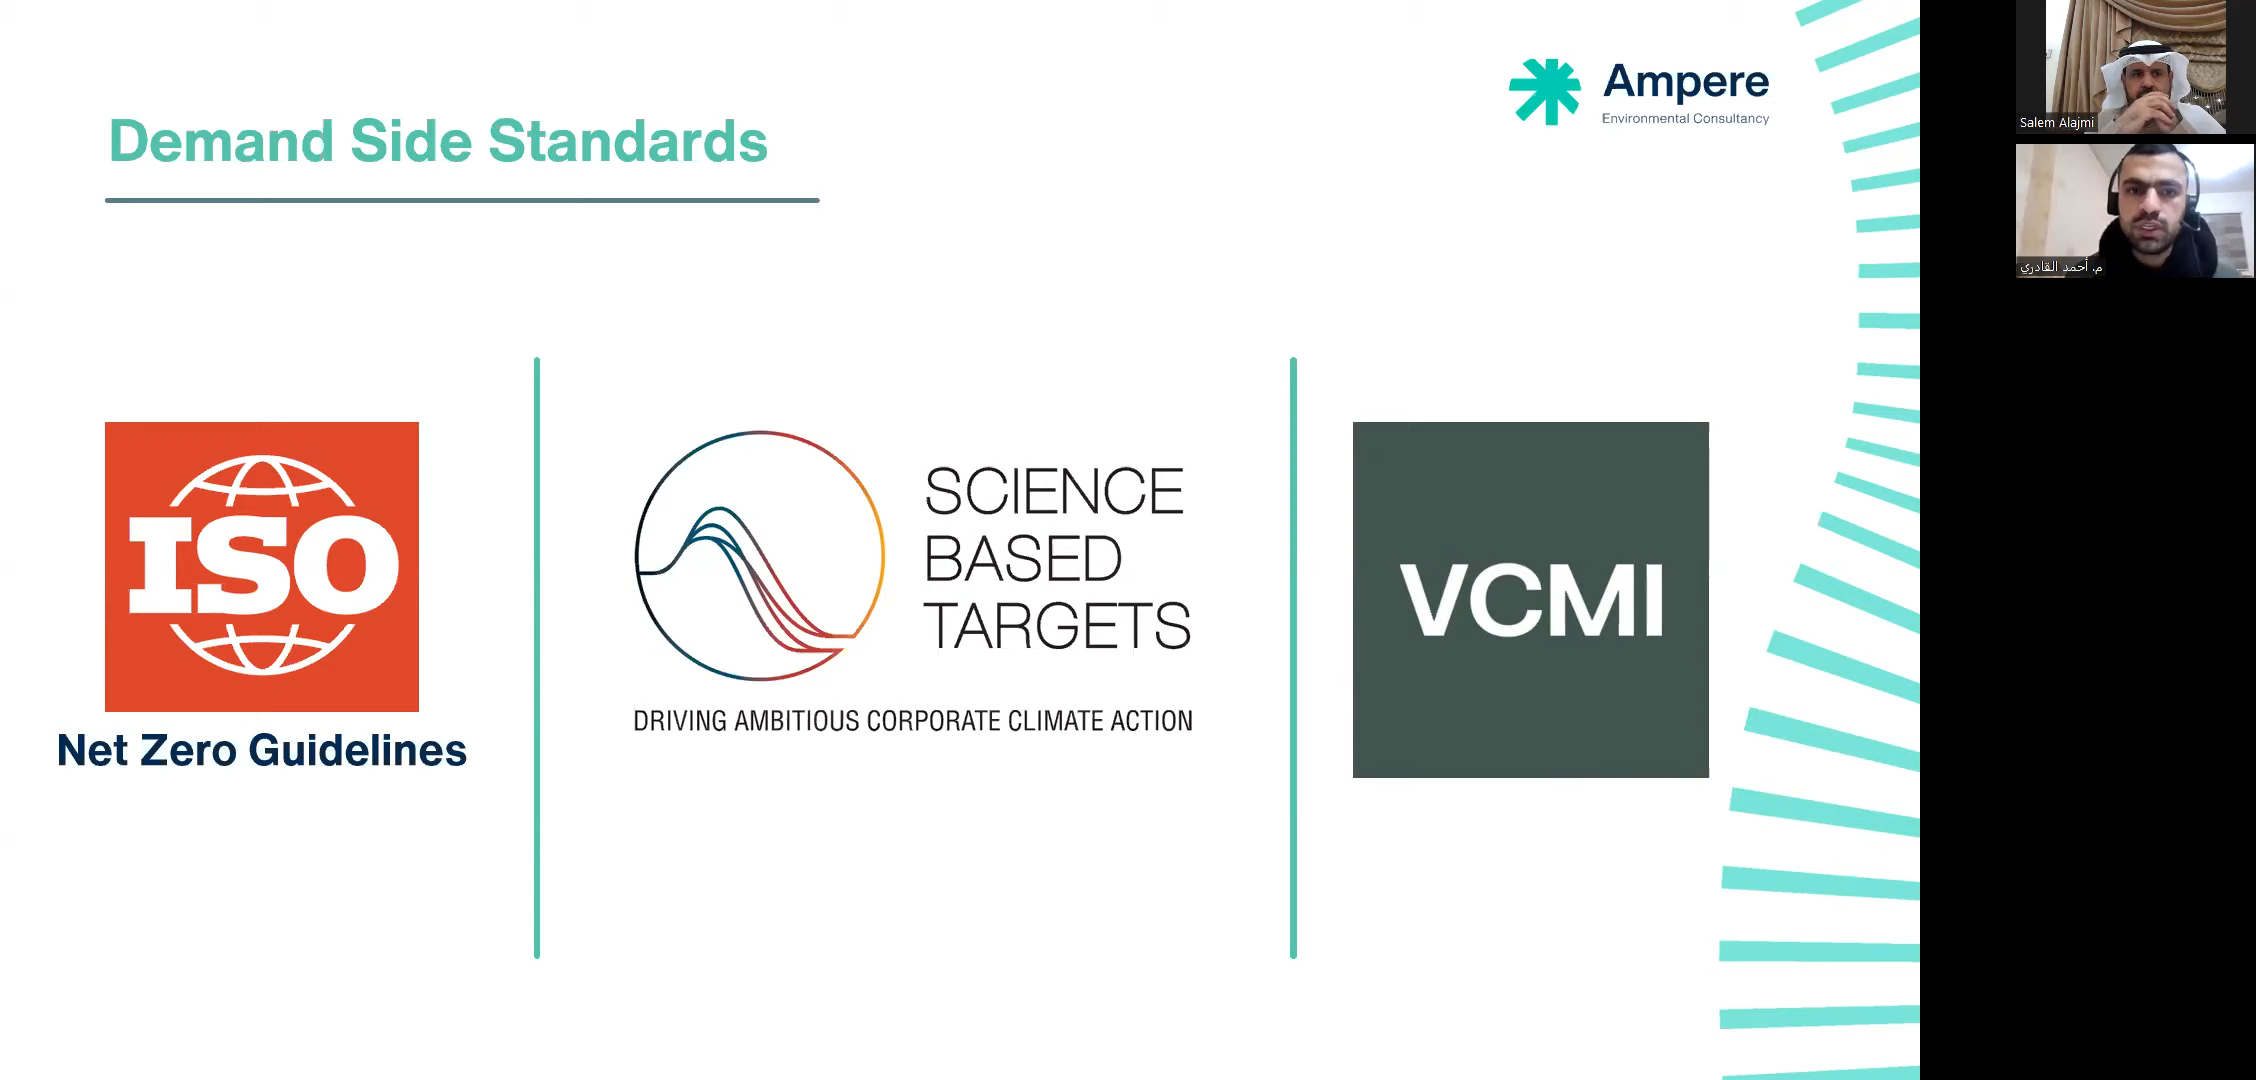 Demand Side Standards
Ampere
Environmental Consultancy
ISO
Net Zero Guidelines
SCIENCE
BASED
TARGETS
DRIVING AMBITIOUS CORPORATE CLIMATE ACTION
VCMI
Salem Alajmi
م. أحمد القادري